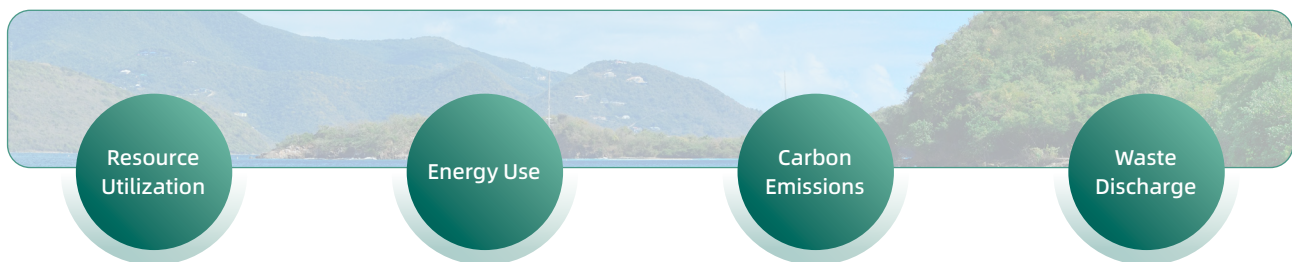 Resource
Utilization
Energy Use
Carbon
Emissions
Waste
Discharge